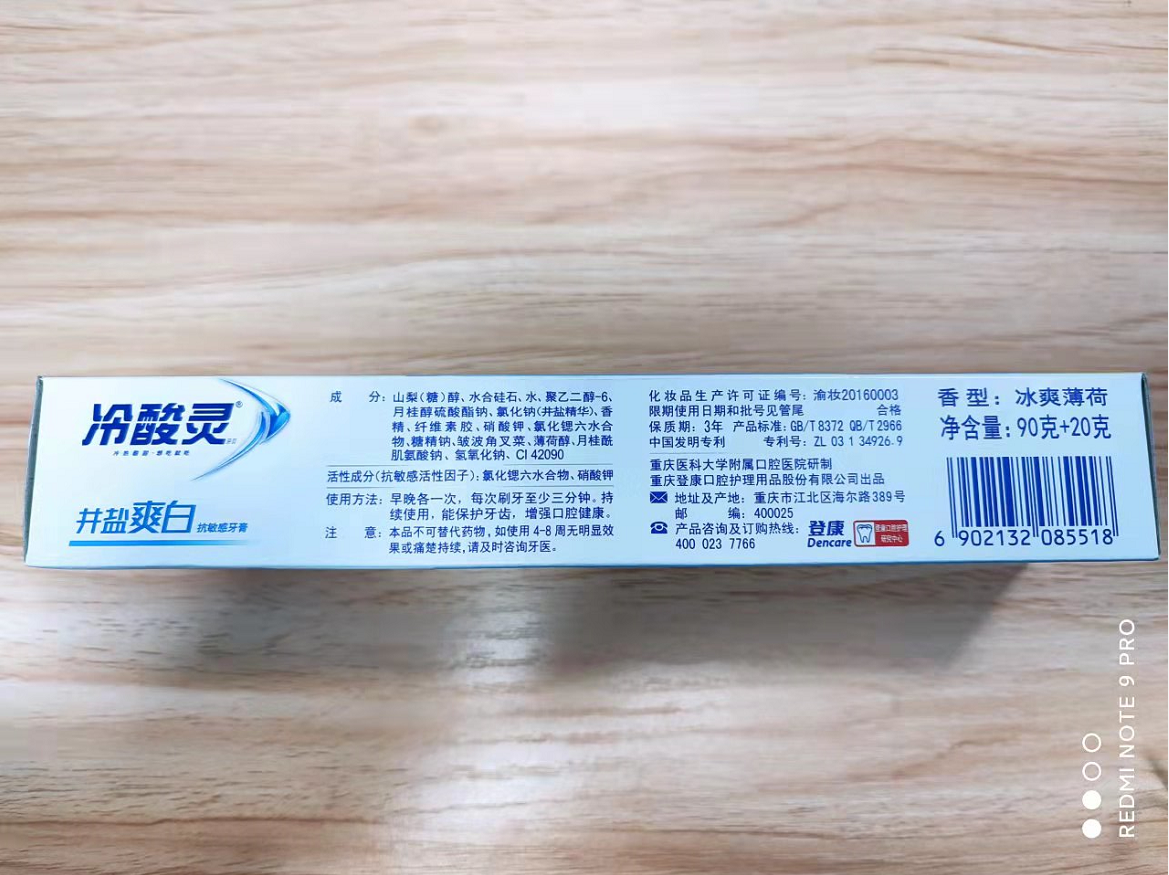 冷酸灵®
井盐爽白 抗敏感牙膏
成 分：山梨（糖）醇、水合硅石、水、聚乙二醇-6、
月桂醇硫酸酯钠、氯化钠(井盐精华)、香
精、纤维素胶、硝酸钾、氯化锶六水合
物、糖精钠、皱波角叉菜、薄荷醇、月桂酰
肌氨酸钠、氢氧化钠、CI 42090
活性成分(抗敏感活性因子)：氯化锶六水合物、硝酸钾
使用方法：早晚各一次，每次刷牙至少三分钟。持
续使用，能保护牙齿，增强口腔健康。
注 意：本品不可替代药物，如使用 4-8 周无明显效
果或痛楚持续，请及时咨询牙医。
化妆品生产许可证编号：渝妆20160003
限期使用日期和批号见管尾 合格
保质期：3年 产品标准：GB/T 8372 QB/T 2966
中国发明专利 专利号：ZL 03 1 34926.9
重庆医科大学附属口腔医院研制
重庆登康口腔护理用品股份有限公司出品
地址及产地：重庆市江北区海尔路389号
邮 编：400025
产品咨询及订购热线：
400 023 7766
登康
Dencare
研究中心
香型：冰爽薄荷
净含量：90克+20克
6 902132 085518
REDMI NOTE 9 PRO